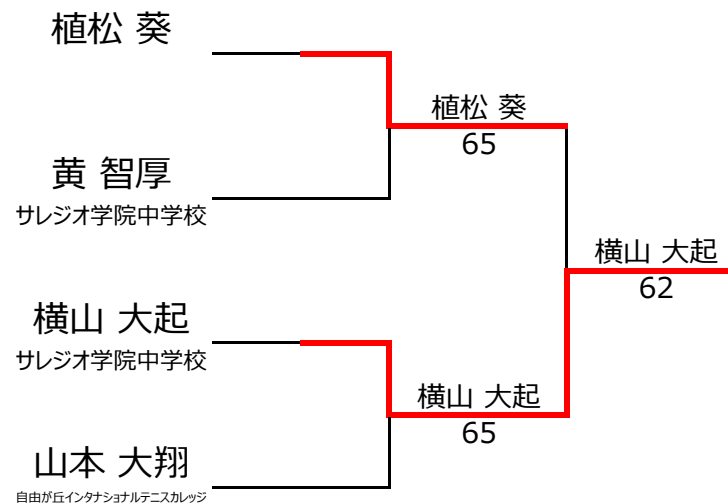 植松 葵
植松 葵
65
黄 智厚
サレジオ学院中学校
横山 大起
62
横山 大起
サレジオ学院中学校
横山 大起
65
山本 大翔
自由が丘インタナショナルテニスカレッジ